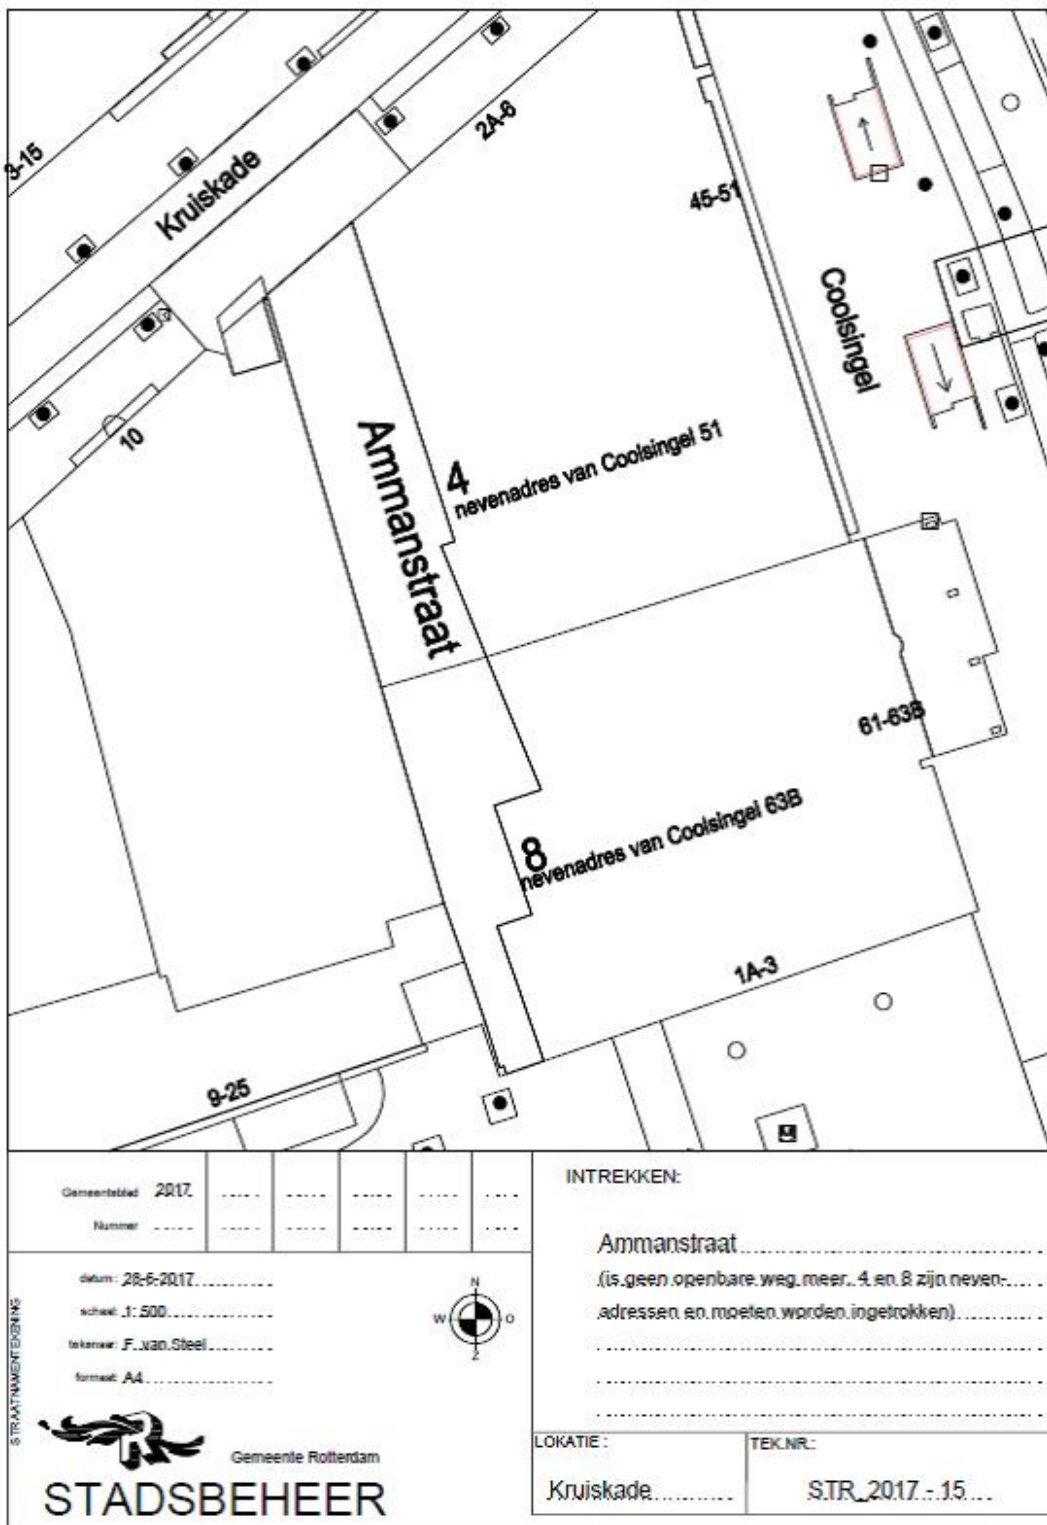 3-15
Kruiskade
2A-6
45-51
Coolsingel
10
Ammanstraat
4
nevenadres van Coolsingel 51
61-63B
8
nevenadres van Coolsingel 63B
1A-3
9-25
M
Gemeenteblad 2017
Nummer
datum: 28-6-2017
schaal: 1: 500
tekenaar: F. van Steel
formaat: A4
N
W O
Z
STRAATNAMENTEKENING
Gemeente Rotterdam
STADSBEHEER
INTREKKEN:
Ammanstraat
(is geen openbare weg meer. 4 en 8 zijn neven-
adressen en moeten worden ingetrokken)
LOKATIE :
Kruiskade
TEK.NR.:
STR_2017 - 15